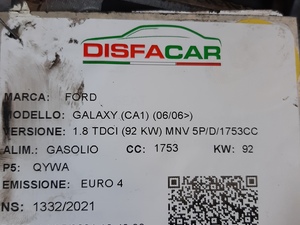 DISFACAR
MARCA: FORD
MODELLO: GALAXY (CA1) (06/06>)
VERSIONE: 1.8 TDCI (92 KW) MNV 5P/D/1753CC
ALIM.: GASOLIO CC: 1753 KW: 92
P5: QYWA
EMISSIONE: EURO 4
NS: 1332/2021